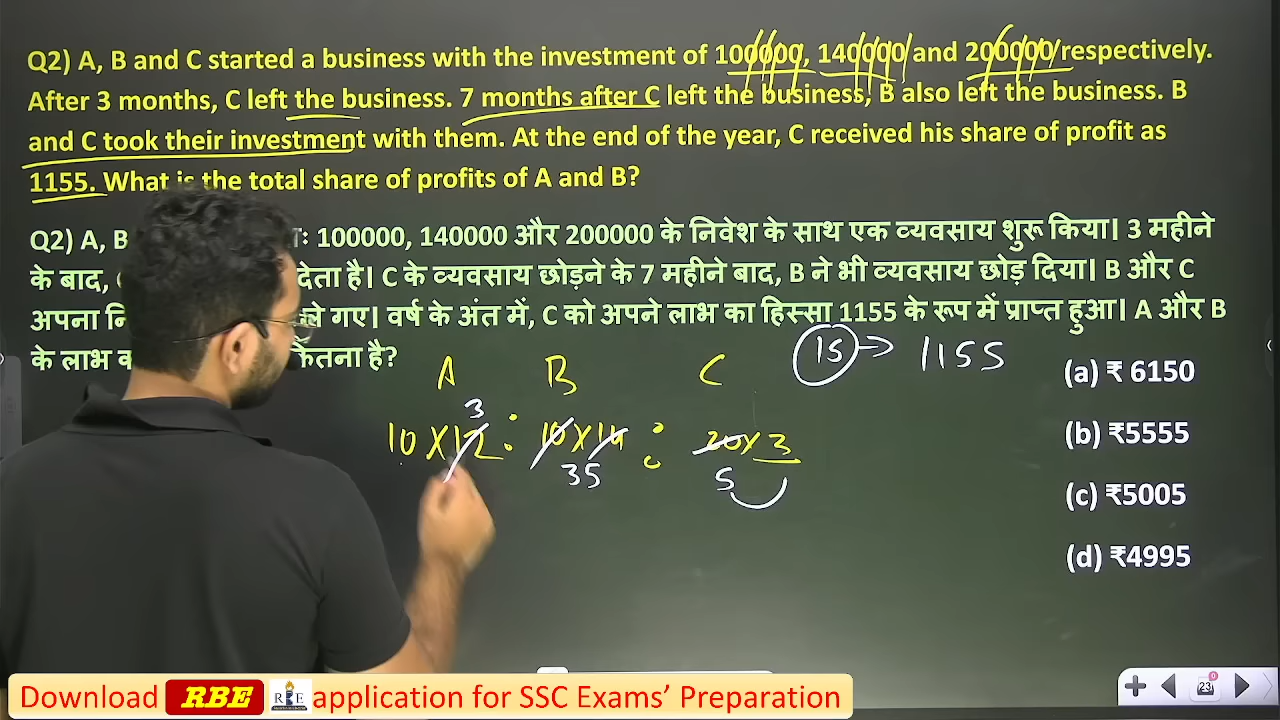 Q2) A, B and C started a business with the investment of 100000, 140000 and 200000 respectively.
After 3 months, C left the business. 7 months after C left the business, B also left the business. B
and C took their investment with them. At the end of the year, C received his share of profit as
1155. What is the total share of profits of A and B?
Q2) A, B 100000, 140000 और 200000 के निवेश के साथ एक व्यवसाय शुरू किया। 3 महीने
के बाद, देता है। C के व्यवसाय छोड़ने के 7 महीने बाद, B ने भी व्यवसाय छोड़ दिया। B और C
अपना गए। वर्ष के अंत में, C को अपने लाभ का हिस्सा 1155 के रूप में प्राप्त हुआ। A और B
के लाभ है?
15 → 1155
A B C
3
10 X 12 : 10 X 14 : 20 X 3
35 5
(a) ₹ 6150
(b) ₹5555
(c) ₹5005
(d) ₹4995
Download RBE RBE application for SSC Exams’ Preparation
23